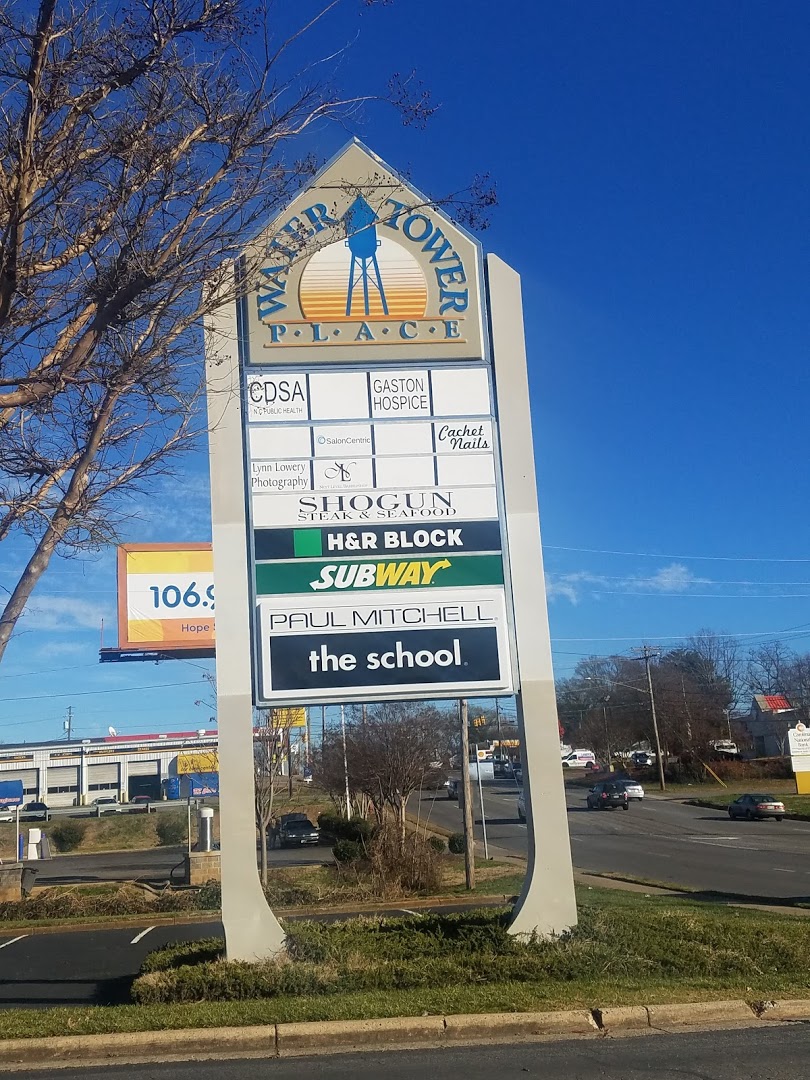 WATER TOWER
P·L·A·C·E
CDSA
N C PUBLIC HEALTH
GASTON
HOSPICE
SalonCentric
Cachet
Nails
Lynn Lowery
Photography
SHOGUN
STEAK & SEAFOOD
H&R BLOCK
SUBWAY
PAUL MITCHELL
the school
106.9
Hope